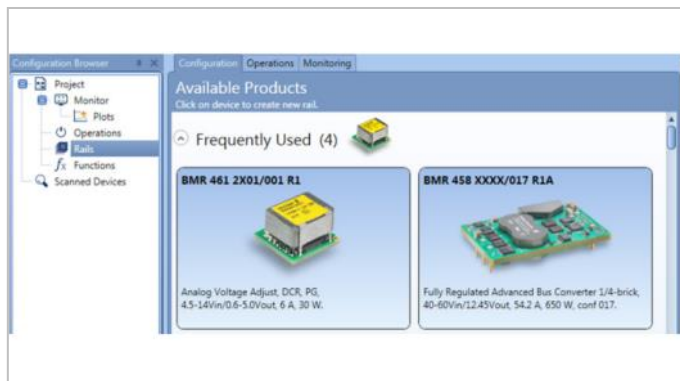 Configuration Browser
Project
Monitor
Plots
Operations
Rails
Functions
Scanned Devices
Configuration Operations Monitoring
Available Products
Click on device to create new rail.
Frequently Used (4)
BMR 461 2X01/001 R1
Analog Voltage Adjust, DCR, PG,
4.5-14Vin/0.6-5.0Vout, 6 A, 30 W.
BMR 458 XXXX/017 R1A
Fully Regulated Advanced Bus Converter 1/4-brick,
40-60Vin/12.45Vout, 54.2 A, 650 W, conf 017.